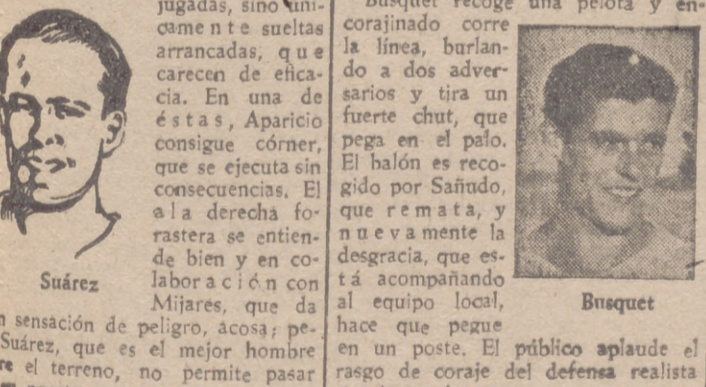 jugadas, sino úni-
camente sueltas
arrancadas, que
carecen de efica-
cia. En una de
éstas, Aparicio
consigue córner,
que se ejecuta sin
consecuencias. El
ala derecha fo-
rastera se entien-
de bien y en co-
laboración con
Mijares, que da
Suárez
sensación de peligro, acosa; pe-
Suárez, que es el mejor hombre
el terreno, no permite pasar
Busquet recoge una pelota y en-
corajinado corre
la línea, burlan-
do a dos adver-
sarios y tira un
fuerte chut, que
pega en el palo.
El balón es reco-
gido por Sañudo,
que remata, y
nuevamente la
desgracia, que es-
tá acompañando
al equipo local,
hace que pegue
Busquet
en un poste. El público aplaude el
rasgo de coraje del defensa realista